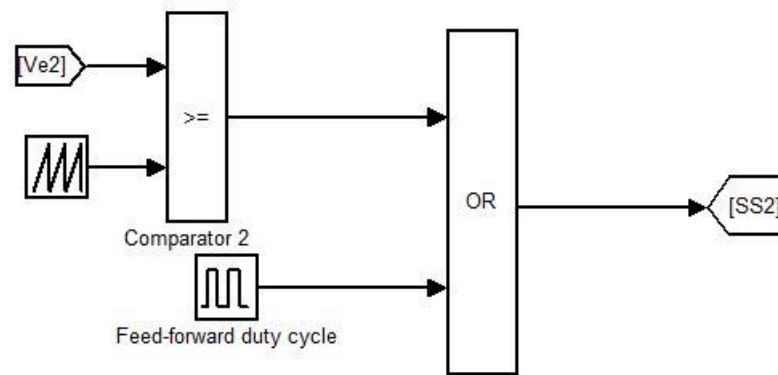 [Ve2]
>=
Comparator 2
OR
[SS2]
Feed-forward duty cycle